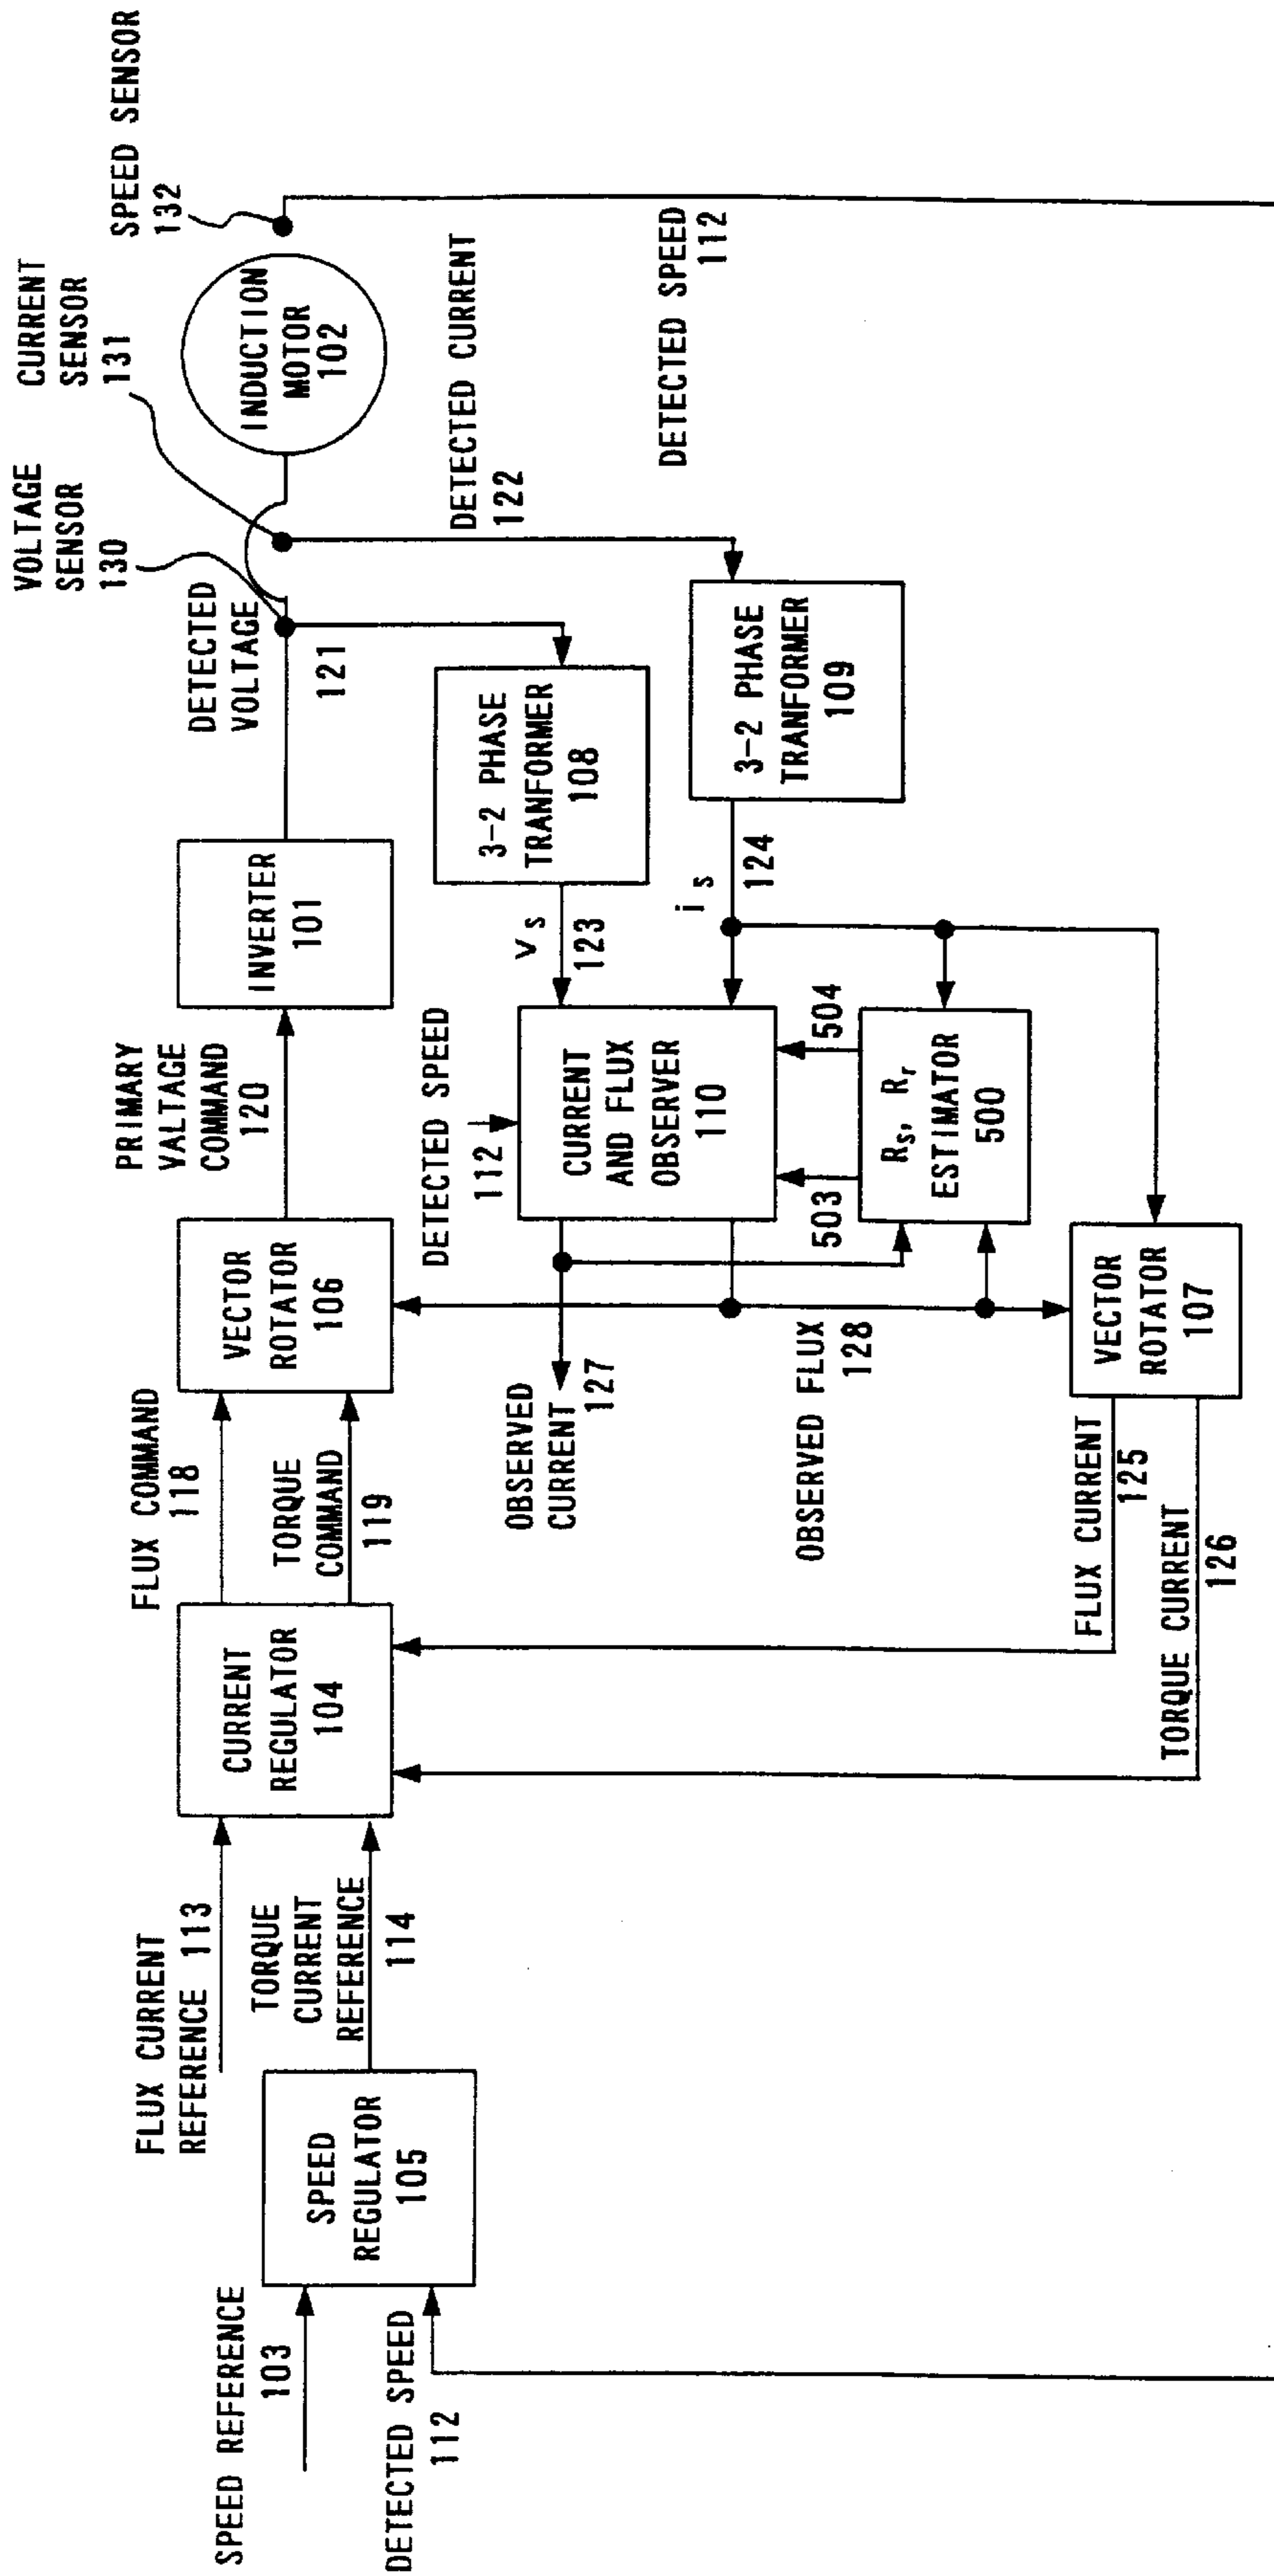 SPEED REFERENCE
103
DETECTED SPEED
112
SPEED
REGULATOR
105
FLUX CURRENT
REFERENCE 113
TORQUE
CURRENT
REFERENCE
114
CURRENT
REGULATOR
104
FLUX COMMAND
118
TORQUE
COMMAND
119
VECTOR
ROTATOR
106
PRIMARY
VALTAGE
COMMAND
120
INVERTER
101
DETECTED
VOLTAGE
121
VOLTAGE
SENSOR
130
CURRENT
SENSOR
131
INDUCTION
MOTOR
102
SPEED SENSOR
132
DETECTED CURRENT
122
DETECTED SPEED
112
3-2 PHASE
TRANFORMER
108
3-2 PHASE
TRANFORMER
109
Vs
123
is
124
DETECTED SPEED
112
CURRENT
AND FLUX
OBSERVER
110
503
504
Rs, Rr
ESTIMATOR
500
OBSERVED
CURRENT
127
OBSERVED FLUX
128
VECTOR
ROTATOR
107
FLUX CURRENT
125
TORQUE CURRENT
126